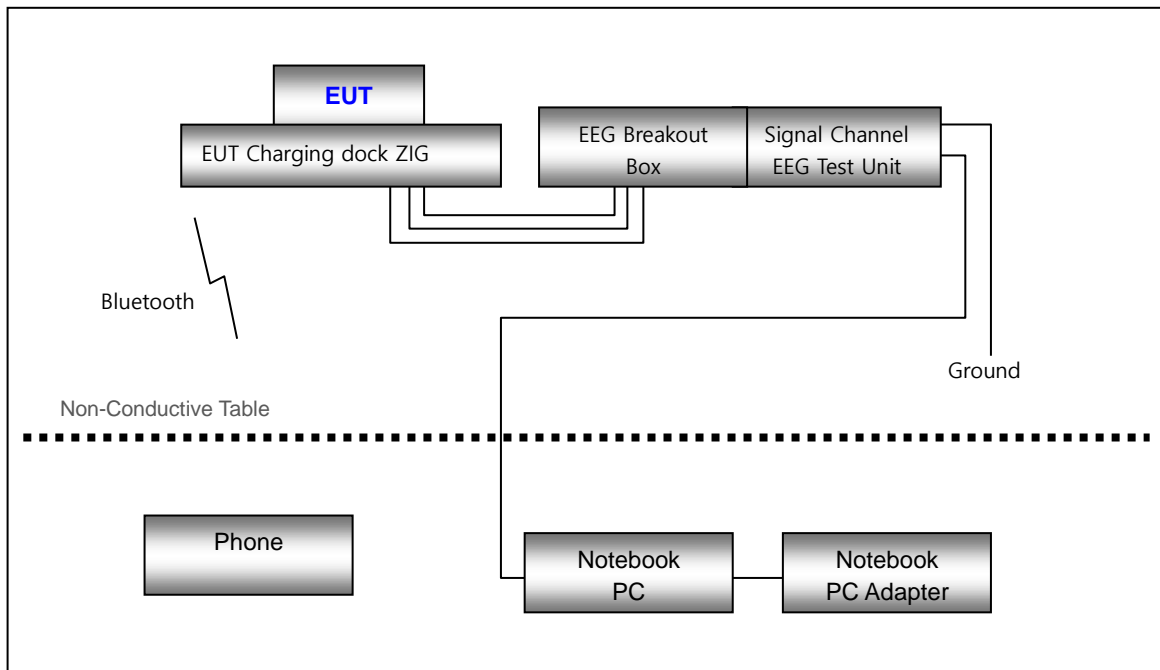 EUT
EUT Charging dock ZIG
EEG Breakout
Box
Signal Channel
EEG Test Unit
Bluetooth
Ground
Non-Conductive Table
Phone
Notebook
PC
Notebook
PC Adapter